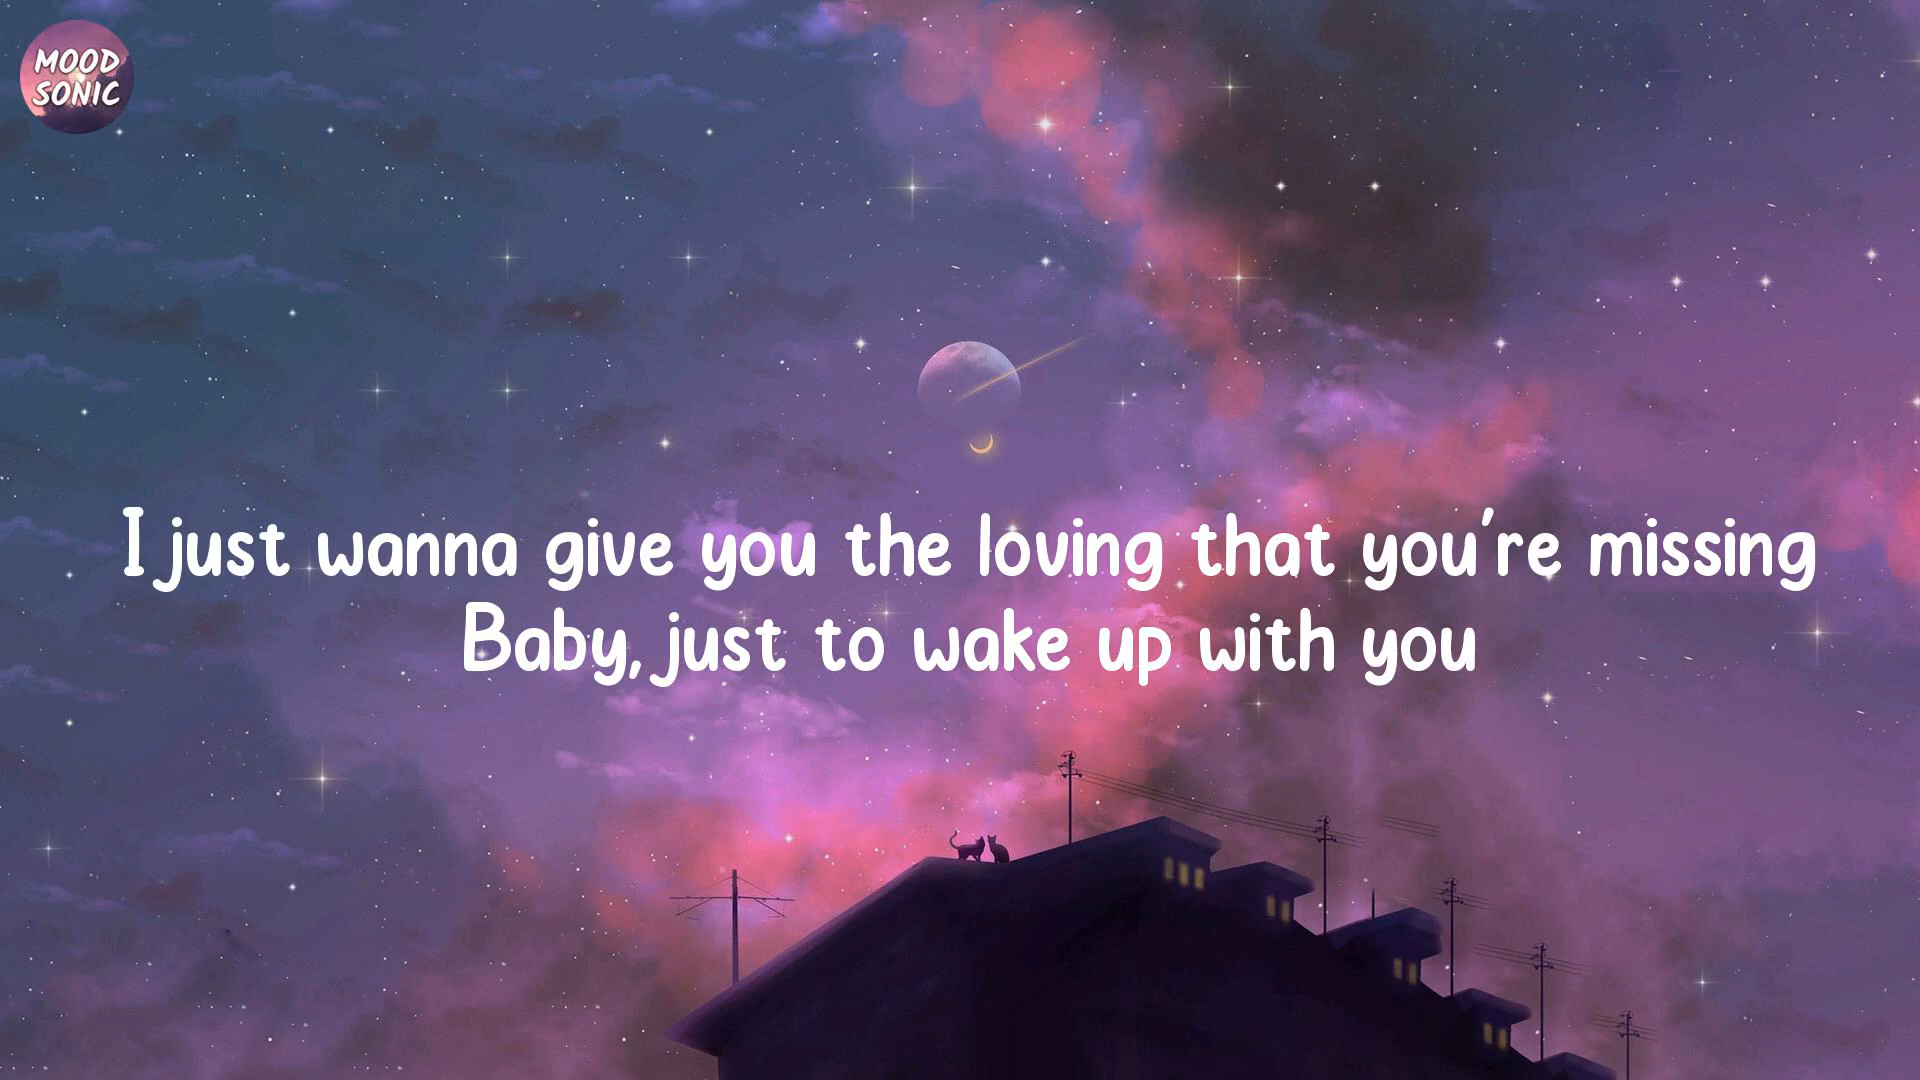 MOOD
SONIC
I just wanna give you the loving that you're missing
Baby, just to wake up with you